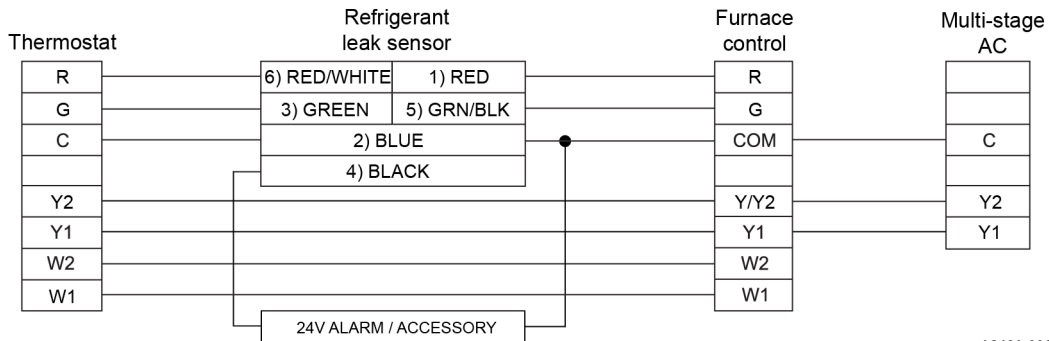 Refrigerant
leak sensor
Furnace
control
Multi-stage
AC
Thermostat
R
6) RED/WHITE
1) RED
R
G
3) GREEN
5) GRN/BLK
G
C
2) BLUE
COM
C
4) BLACK
Y2
Y/Y2
Y2
Y1
Y1
Y1
W2
W2
W1
W1
24V ALARM / ACCESSORY